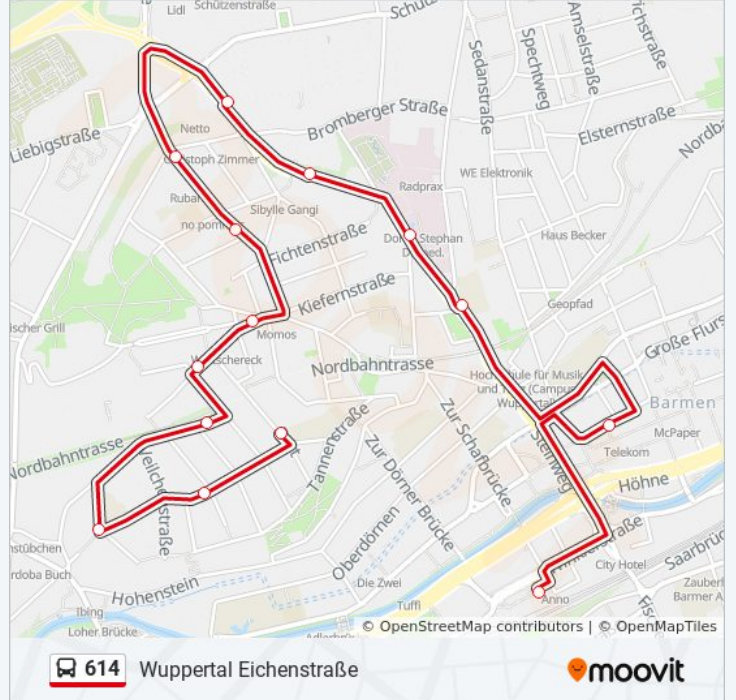 Lidl
Schützenstraße
Sedanstraße
Spechtweg
Amselstraße
Netto
Bromberger Straße
Elsternstraße
Liebigstraße
Radprax
WE Elektronik
Sibylle Gangi
Fichtenstraße
Haus Becker
Kiefernstraße
Geopfad
Momos
Große Flurs
Nordbahntrasse
Barmen
McPaper
Telekom
Steinweg
Nordbahntrasse
Tannenstraße
Zur Schafbrücke
Zur Dörner Brücke
Höhne
Oberdörnen
City Hotel
Hohenstein
Die Zwei
Anno
Ibing
Tuffi
Loher Brücke
© OpenStreetMap contributors | © OpenMapTiles
614 Wuppertal Eichenstraße
moovit